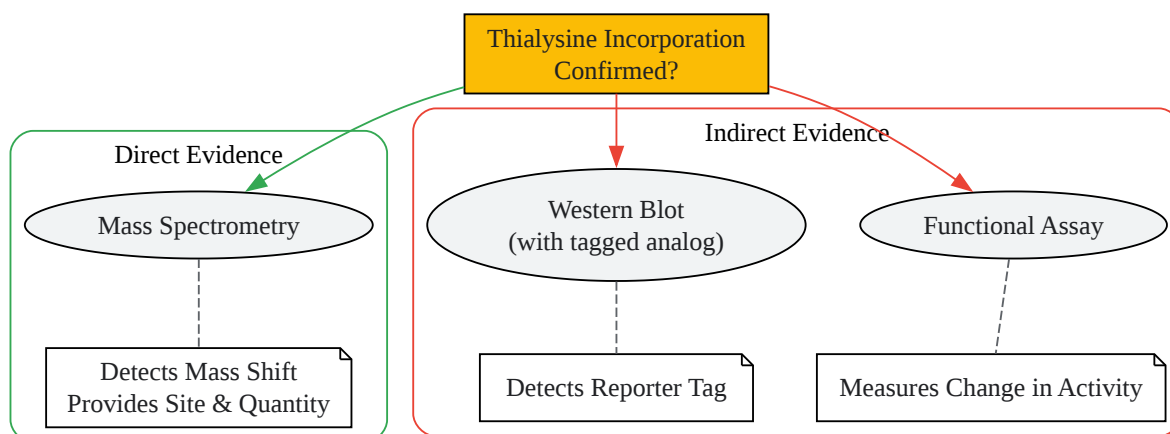 Thialysine Incorporation
Confirmed?
Direct Evidence
Indirect Evidence
Mass Spectrometry
Western Blot
(with tagged analog)
Functional Assay
Detects Mass Shift
Provides Site & Quantity
Detects Reporter Tag
Measures Change in Activity